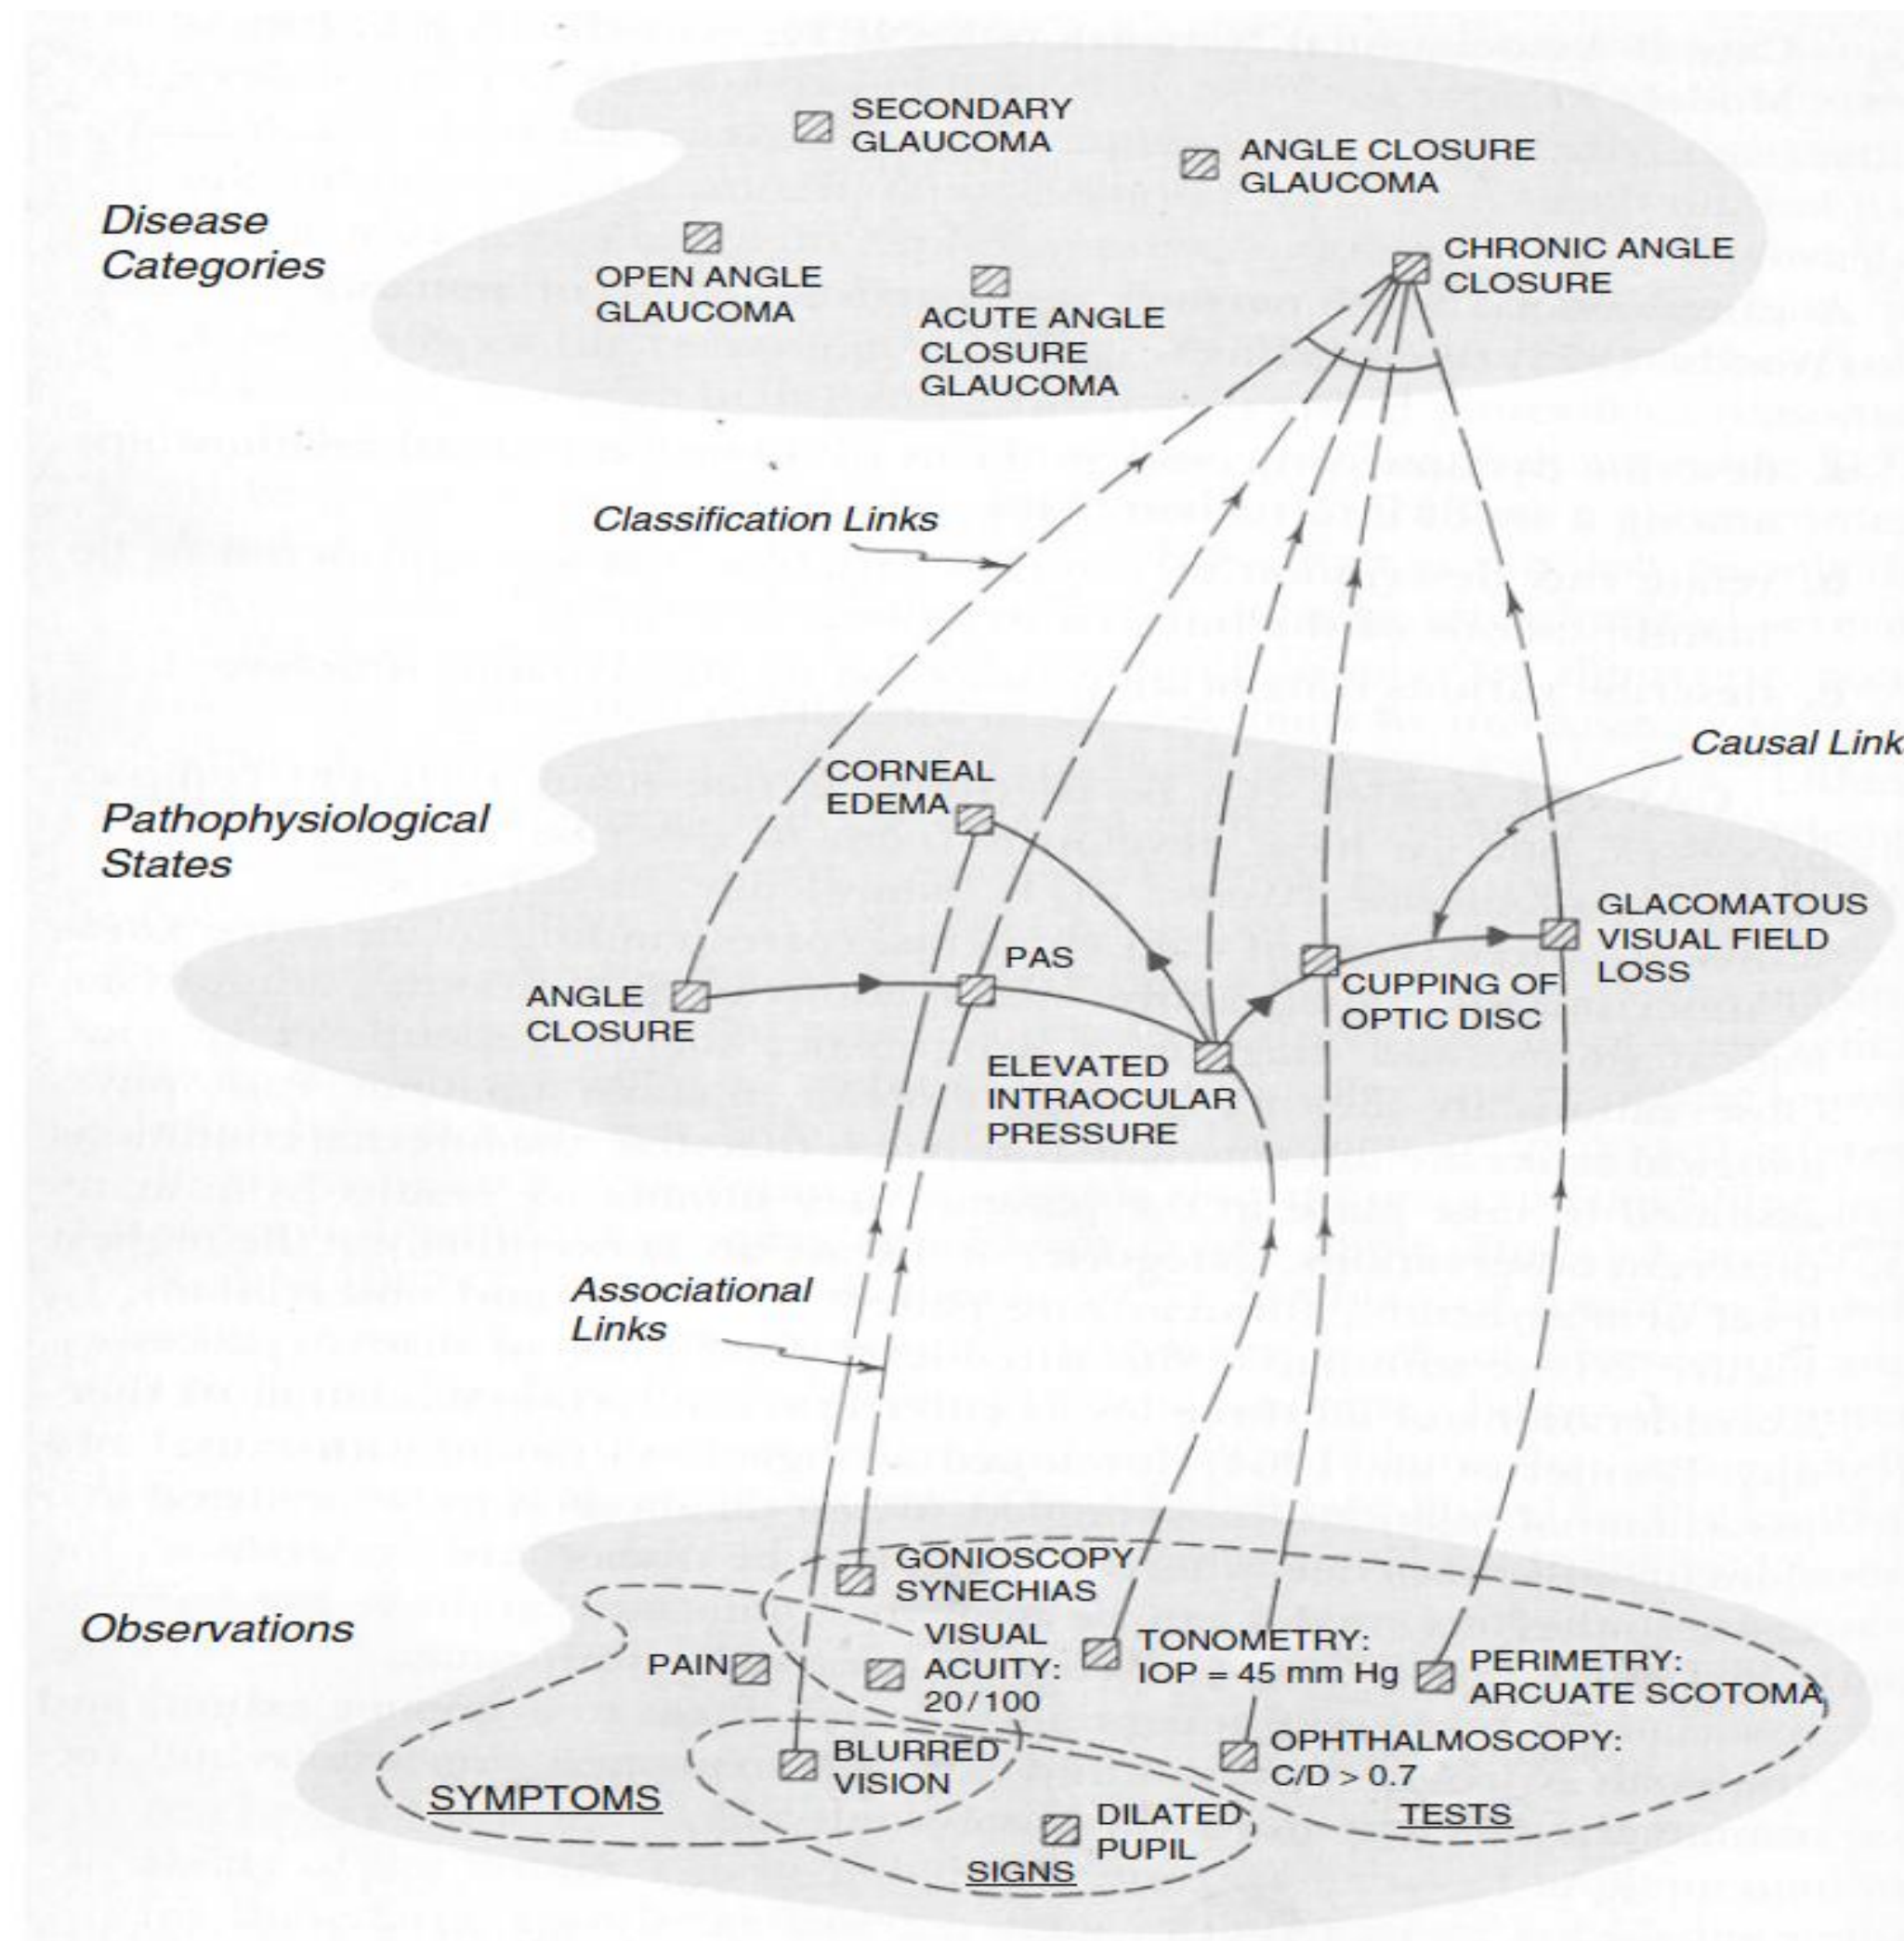 SECONDARY
GLAUCOMA
ANGLE CLOSURE
GLAUCOMA
Disease
Categories
OPEN ANGLE
GLAUCOMA
ACUTE ANGLE
CLOSURE
GLAUCOMA
CHRONIC ANGLE
CLOSURE
Classification Links
Causal Link
Pathophysiological
States
CORNEAL
EDEMA
PAS
ANGLE
CLOSURE
ELEVATED
INTRAOCULAR
PRESSURE
CUPPING OF
OPTIC DISC
GLACOMATOUS
VISUAL FIELD
LOSS
Associational
Links
Observations
GONIOSCOPY
SYNECHIAS
PAIN
VISUAL
ACUITY:
20/100
TONOMETRY:
IOP = 45 mm Hg
PERIMETRY:
ARCUATE SCOTOMA
BLURRED
VISION
OPHTHALMOSCOPY:
C/D > 0.7
SYMPTOMS
DILATED
PUPIL
SIGNS
TESTS